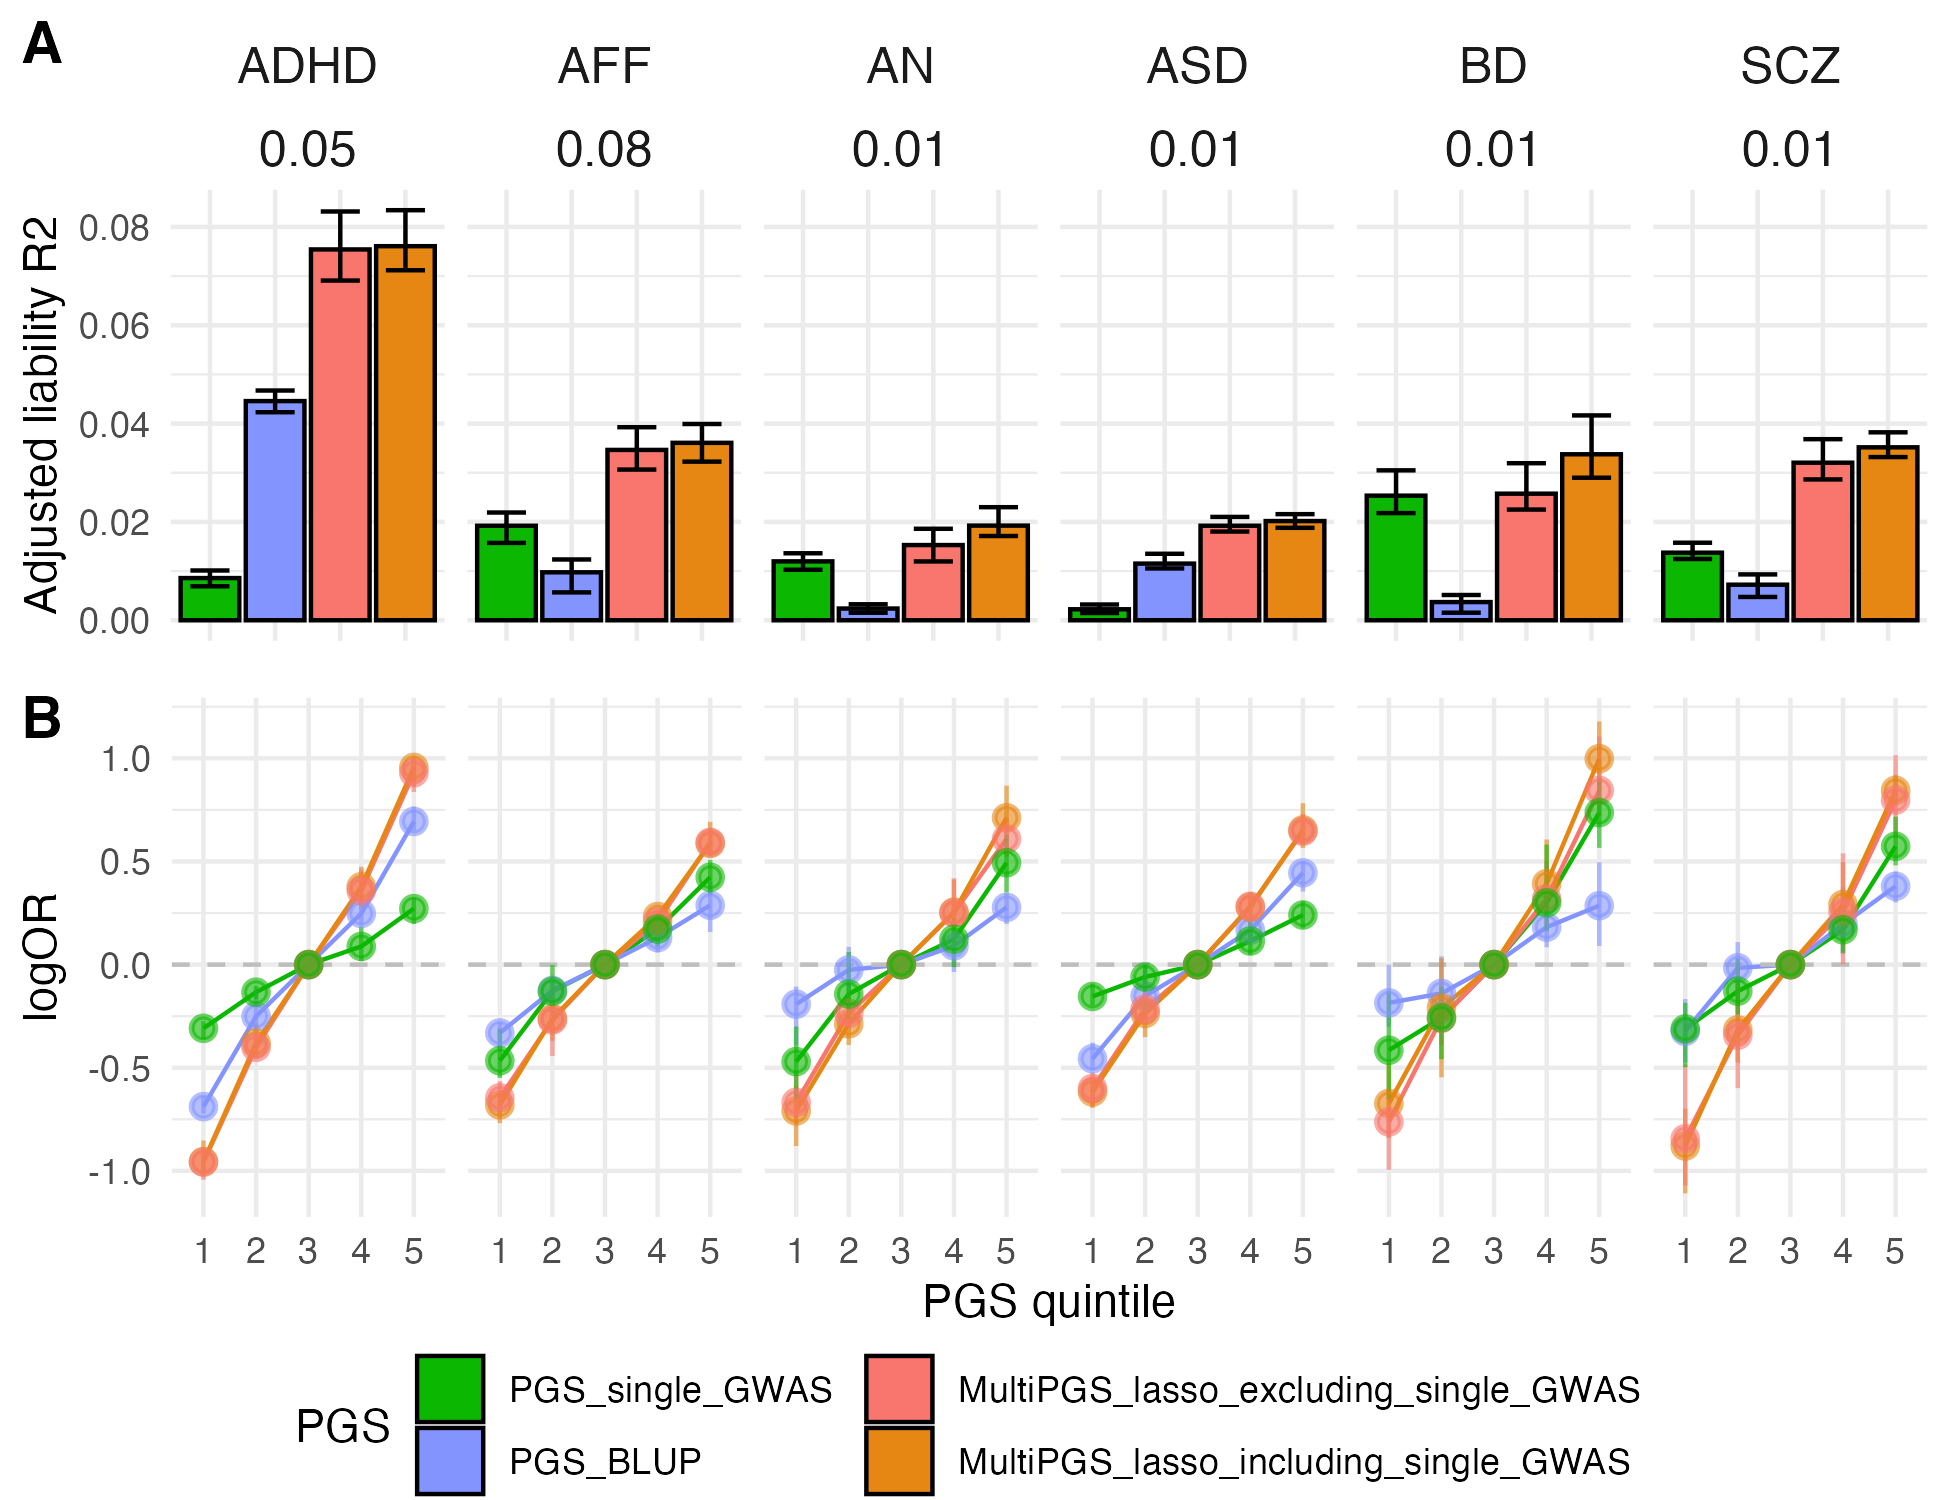 A
ADHD AFF AN ASD BD SCZ
0.05 0.08 0.01 0.01 0.01 0.01
Adjusted liability R2
0.08
0.06
0.04
0.02
0.00
B
logOR
1.0
0.5
0.0
-0.5
-1.0
1 2 3 4 5 1 2 3 4 5 1 2 3 4 5 1 2 3 4 5 1 2 3 4 5 1 2 3 4 5
PGS quintile
PGS
PGS_single_GWAS MultiPGS_lasso_excluding_single_GWAS
PGS_BLUP MultiPGS_lasso_including_single_GWAS